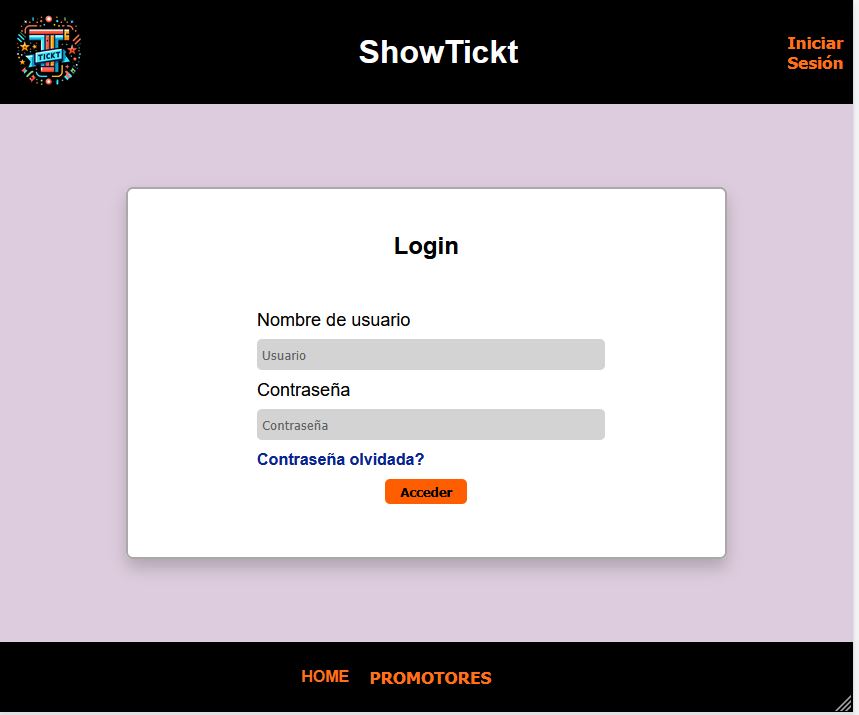 TICKT
ShowTickt
Iniciar
Sesión
Login
Nombre de usuario
Usuario
Contraseña
Contraseña
Contraseña olvidada?
Acceder
HOME PROMOTORES